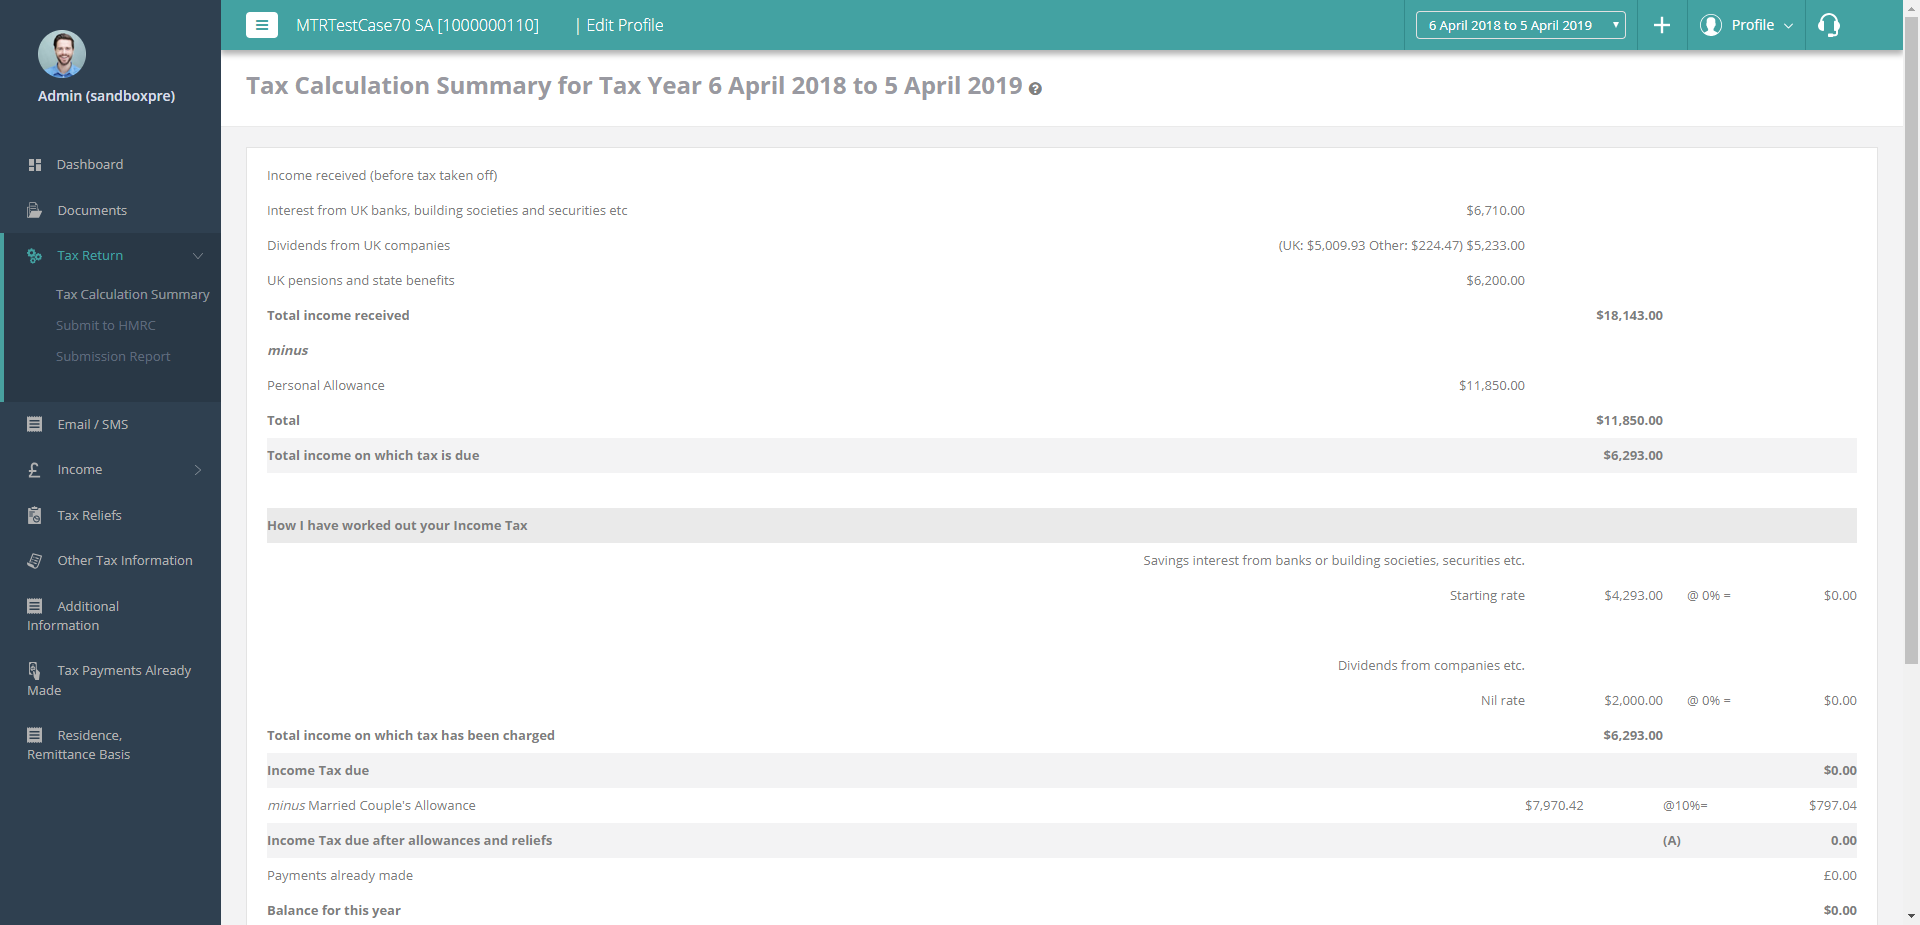 MTRTestCase70 SA [1000000110] | Edit Profile
6 April 2018 to 5 April 2019
Profile
Admin (sandboxpre)
Dashboard
Documents
Tax Return
Tax Calculation Summary
Submit to HMRC
Submission Report
Email / SMS
£ Income
Tax Reliefs
Other Tax Information
Additional
Information
Tax Payments Already
Made
Residence,
Remittance Basis
Tax Calculation Summary for Tax Year 6 April 2018 to 5 April 2019 ?
Income received (before tax taken off)
Interest from UK banks, building societies and securities etc $6,710.00
Dividends from UK companies (UK: $5,009.93 Other: $224.47) $5,233.00
UK pensions and state benefits $6,200.00
Total income received $18,143.00
minus
Personal Allowance $11,850.00
Total $11,850.00
Total income on which tax is due $6,293.00
How I have worked out your Income Tax
Savings interest from banks or building societies, securities etc.
Starting rate $4,293.00 @ 0% = $0.00
Dividends from companies etc.
Nil rate $2,000.00 @ 0% = $0.00
Total income on which tax has been charged $6,293.00
Income Tax due $0.00
minus Married Couple's Allowance $7,970.42 @10%= $797.04
Income Tax due after allowances and reliefs (A) 0.00
Payments already made £0.00
Balance for this year $0.00